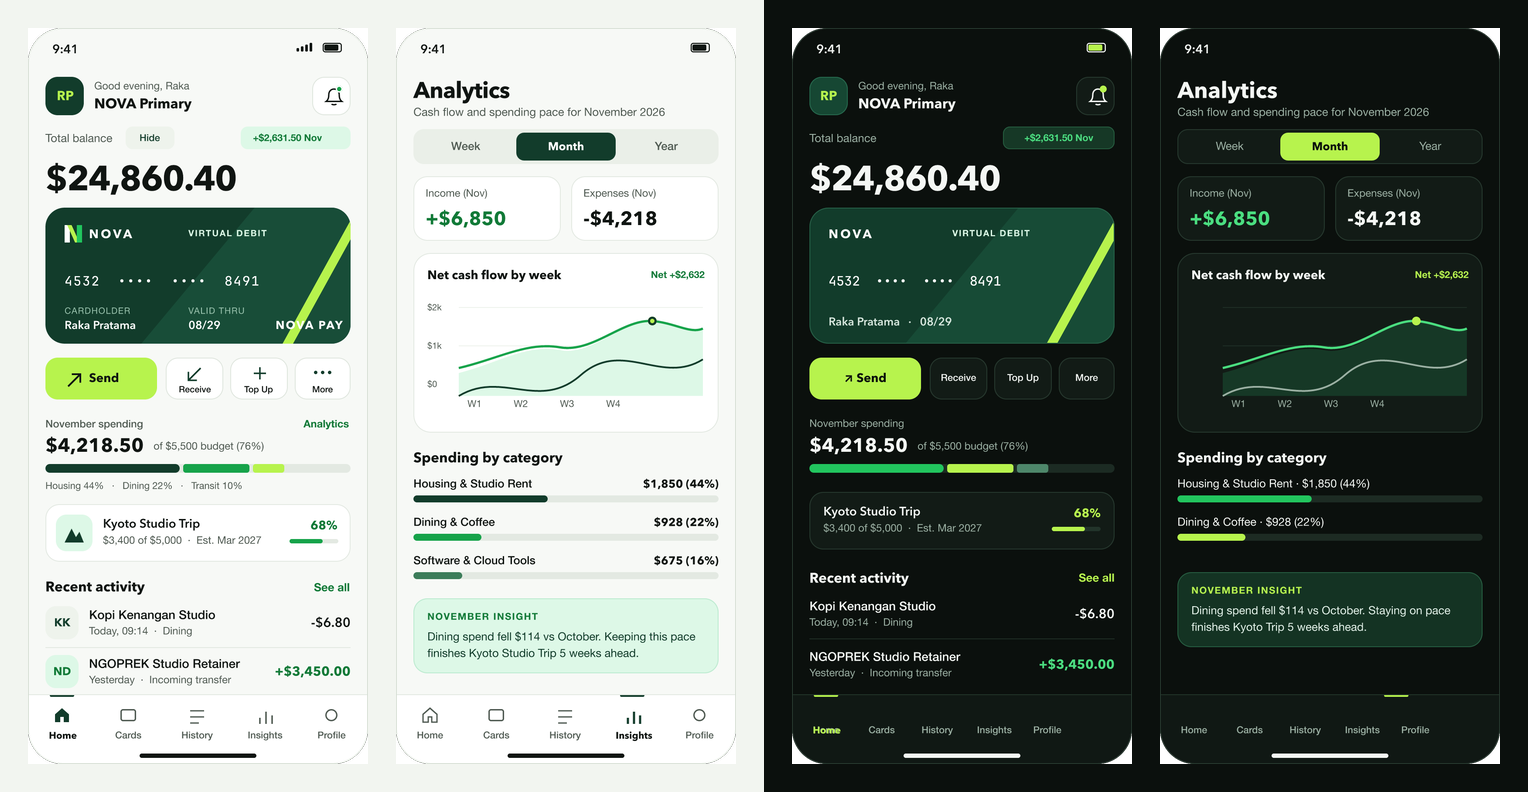 9:41
RP
Good evening, Raka
NOVA Primary
Total balance
Hide
+$2,631.50 Nov
$24,860.40
NOVA
VIRTUAL DEBIT
4532 •••• •••• 8491
CARDHOLDER
VALID THRU
Raka Pratama
08/29
NOVA PAY
Send
Receive
Top Up
More
November spending
Analytics
$4,218.50 of $5,500 budget (76%)
Housing 44% · Dining 22% · Transit 10%
Kyoto Studio Trip
68%
$3,400 of $5,000 · Est. Mar 2027
Recent activity
See all
KK
Kopi Kenangan Studio
-$6.80
Today, 09:14 · Dining
ND
NGOPREK Studio Retainer
+$3,450.00
Yesterday · Incoming transfer
Home
Cards
History
Insights
Profile
9:41
Analytics
Cash flow and spending pace for November 2026
Week
Month
Year
Income (Nov)
+$6,850
Expenses (Nov)
-$4,218
Net cash flow by week
Net +$2,632
$2k
$1k
$0
W1
W2
W3
W4
Spending by category
Housing & Studio Rent
$1,850 (44%)
Dining & Coffee
$928 (22%)
Software & Cloud Tools
$675 (16%)
NOVEMBER INSIGHT
Dining spend fell $114 vs October. Keeping this pace
finishes Kyoto Studio Trip 5 weeks ahead.
Home
Cards
History
Insights
Profile
9:41
RP
Good evening, Raka
NOVA Primary
Total balance
+$2,631.50 Nov
$24,860.40
NOVA
VIRTUAL DEBIT
4532 •••• •••• 8491
Raka Pratama · 08/29
Send
Receive
Top Up
More
November spending
$4,218.50 of $5,500 budget (76%)
Kyoto Studio Trip
68%
$3,400 of $5,000 · Est. Mar 2027
Recent activity
See all
Kopi Kenangan Studio
-$6.80
Today, 09:14 · Dining
NGOPREK Studio Retainer
+$3,450.00
Yesterday · Incoming transfer
Home
Cards
History
Insights
Profile
9:41
Analytics
Cash flow and spending pace for November 2026
Week
Month
Year
Income (Nov)
+$6,850
Expenses (Nov)
-$4,218
Net cash flow by week
Net +$2,632
W1
W2
W3
W4
Spending by category
Housing & Studio Rent · $1,850 (44%)
Dining & Coffee · $928 (22%)
NOVEMBER INSIGHT
Dining spend fell $114 vs October. Staying on pace
finishes Kyoto Trip 5 weeks ahead.
Home
Cards
History
Insights
Profile